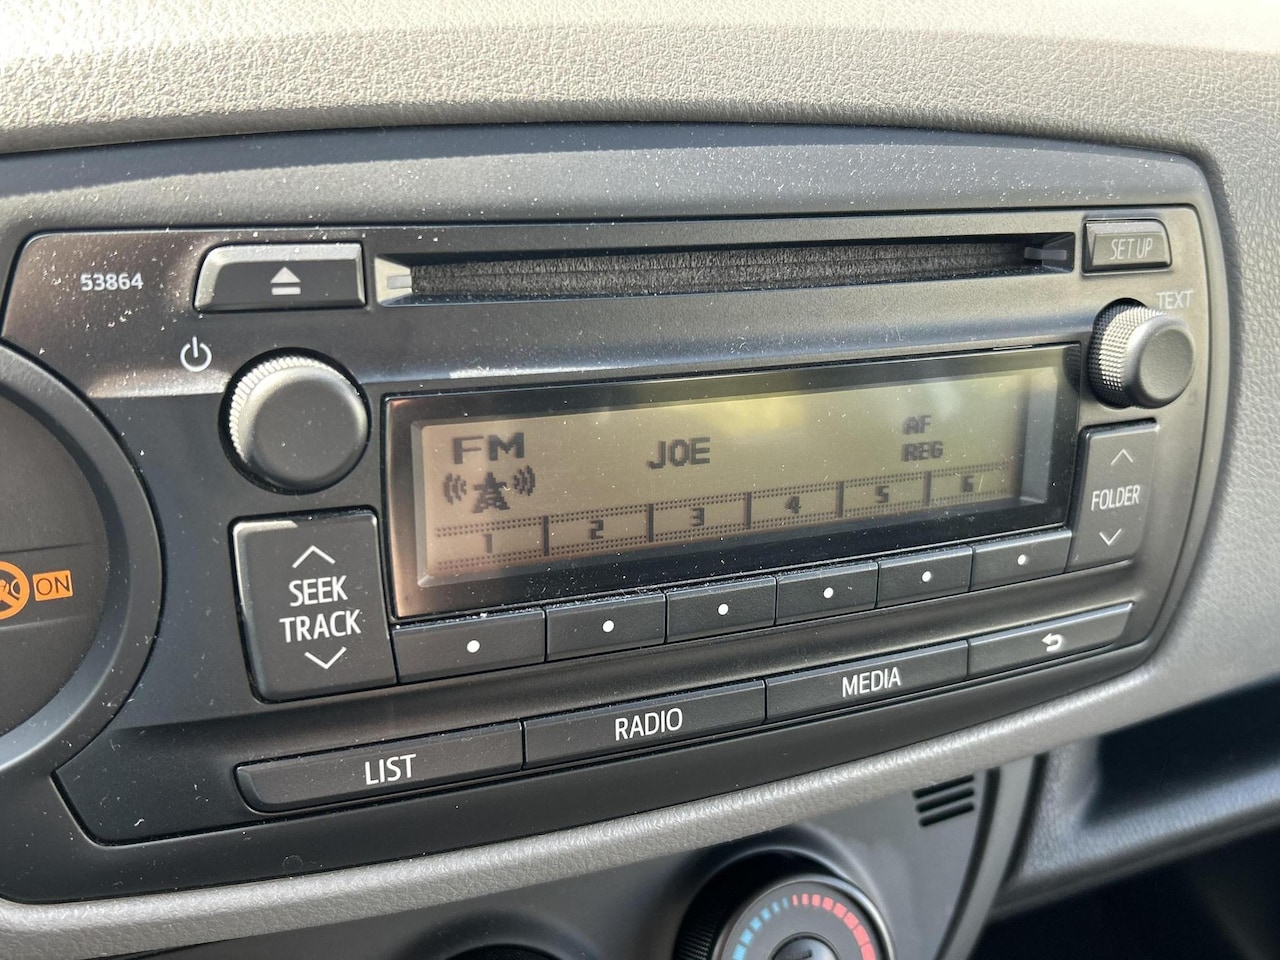 53864
SET UP
TEXT
FM JOE AF
REG
1 2 3 4 5 6
FOLDER
ON
SEEK
TRACK
LIST
RADIO
MEDIA